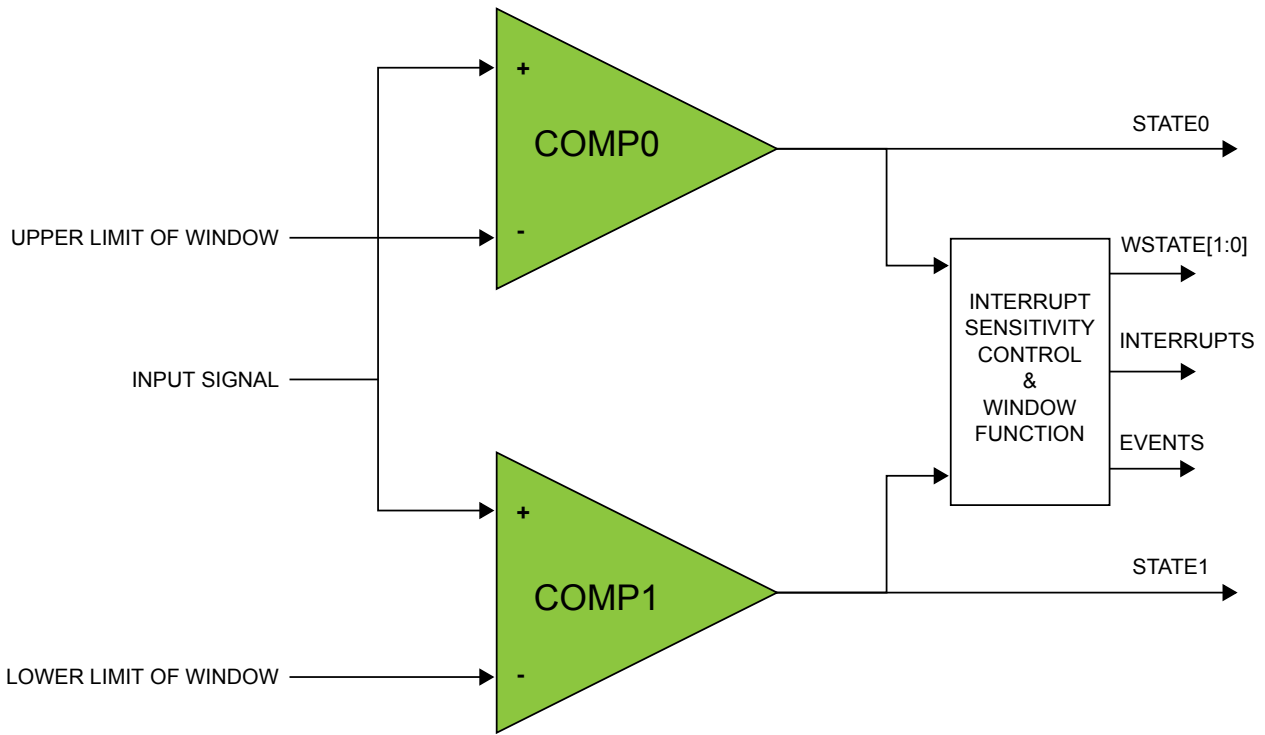 +
COMP0
-
STATE0
UPPER LIMIT OF WINDOW
WSTATE[1:0]
INTERRUPT
SENSITIVITY
CONTROL
&
WINDOW
FUNCTION
INTERRUPTS
EVENTS
INPUT SIGNAL
+
COMP1
-
STATE1
LOWER LIMIT OF WINDOW